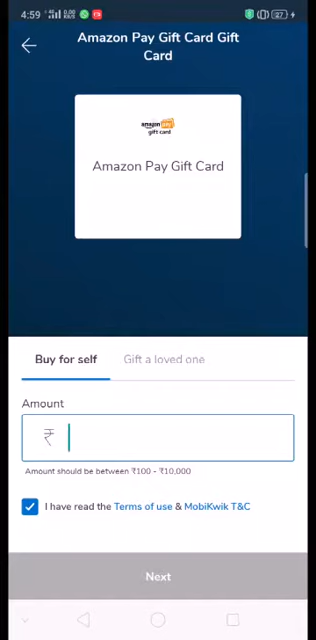 4:59
Amazon Pay Gift Card Gift
Card
amazon pay
gift card
Amazon Pay Gift Card
Buy for self
Gift a loved one
Amount
₹
Amount should be between ₹100 - ₹10,000
I have read the Terms of use & MobiKwik T&C
Next